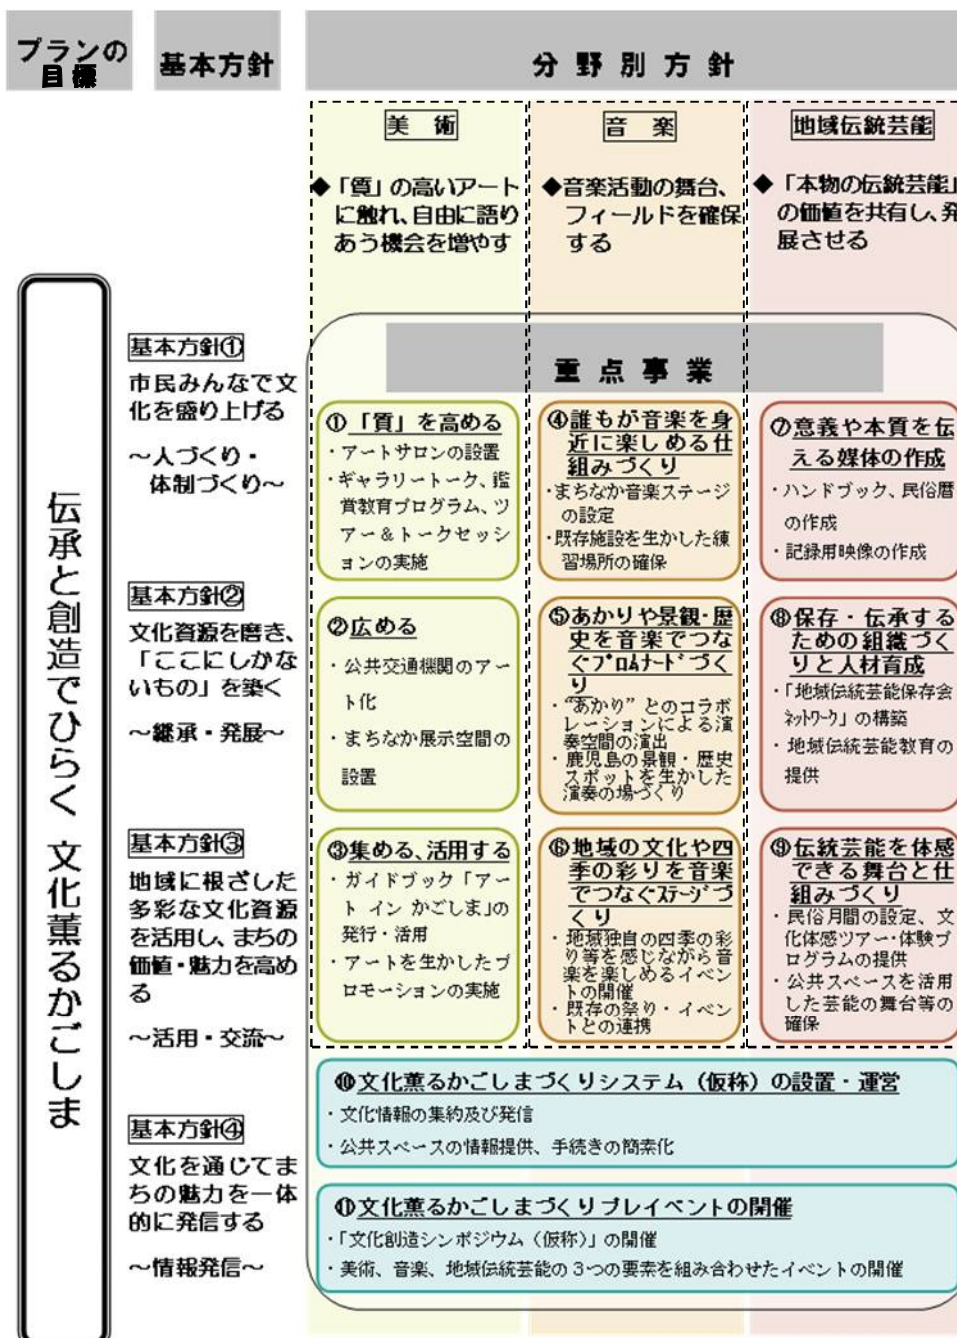 プランの
目標
基本方針
分野別方針
美術
◆「質」の高いアート
に触れ、自由に語り
あう機会を増やす
音楽
◆音楽活動の舞台、
フィールドを確保
する
地域伝統芸能
◆「本物の伝統芸能」
の価値を共有し、発
展させる
伝承と創造でひらく 文化薫るかごしま
基本方針①
市民みんなで文
化を盛り上げる
～人づくり・
体制づくり～
基本方針②
文化資源を磨き、
「ここにしかな
いもの」を築く
～継承・発展～
基本方針③
地域に根ざした
多彩な文化資源
を活用し、まちの
価値・魅力を高め
る
～活用・交流～
基本方針④
文化を通じてま
ちの魅力を一体
的に発信する
～情報発信～
重点事業
①「質」を高める
・アートサロンの設置
・ギャラリートーク、鑑
賞教育プログラム、ツ
アー＆トークセッシ
ョンの実施
②広める
・公共交通機関のアー
ト化
・まちなか展示空間の
設置
③集める、活用する
・ガイドブック「アー
ト イン かごしま」の
発行・活用
・アートを生かしたプ
ロモーションの実施
④誰もが音楽を身
近に楽しめる仕
組みづくり
・まちなか音楽ステージ
の設定
・既存施設を生かした練
習場所の確保
⑤あかりや景観・歴
史を音楽でつな
ぐﾌﾟﾛﾑﾅｰﾄﾞづく
り
・“あかり”とのコラボ
レーションによる演
奏空間の演出
・鹿児島の景観・歴史
スポットを生かした
演奏の場づくり
⑥地域の文化や四
季の彩りを音楽
でつなぐｽﾃｰｼﾞづ
くり
・地域独自の四季の彩
り等を感じながら音
楽を楽しめるイベン
トの開催
・既存の祭り・イベン
トとの連携
⑦意義や本質を伝
える媒体の作成
・ハンドブック、民俗暦
の作成
・記録用映像の作成
⑧保存・伝承する
ための組織づく
りと人材育成
・「地域伝統芸能保存会
ﾈｯﾄﾜｰｸ」の構築
・地域伝統芸能教育の
提供
⑨伝統芸能を体感
できる舞台と仕
組みづくり
・民俗月間の設定、文
化体感ツアー・体験プ
ログラムの提供
・公共スペースを活用
した芸能の舞台等の
確保
⑩文化薫るかごしまづくりシステム（仮称）の設置・運営
・文化情報の集約及び発信
・公共スペースの情報提供、手続きの簡素化
⑪文化薫るかごしまづくりプレイベントの開催
・「文化創造シンポジウム（仮称）」の開催
・美術、音楽、地域伝統芸能の３つの要素を組み合わせたイベントの開催